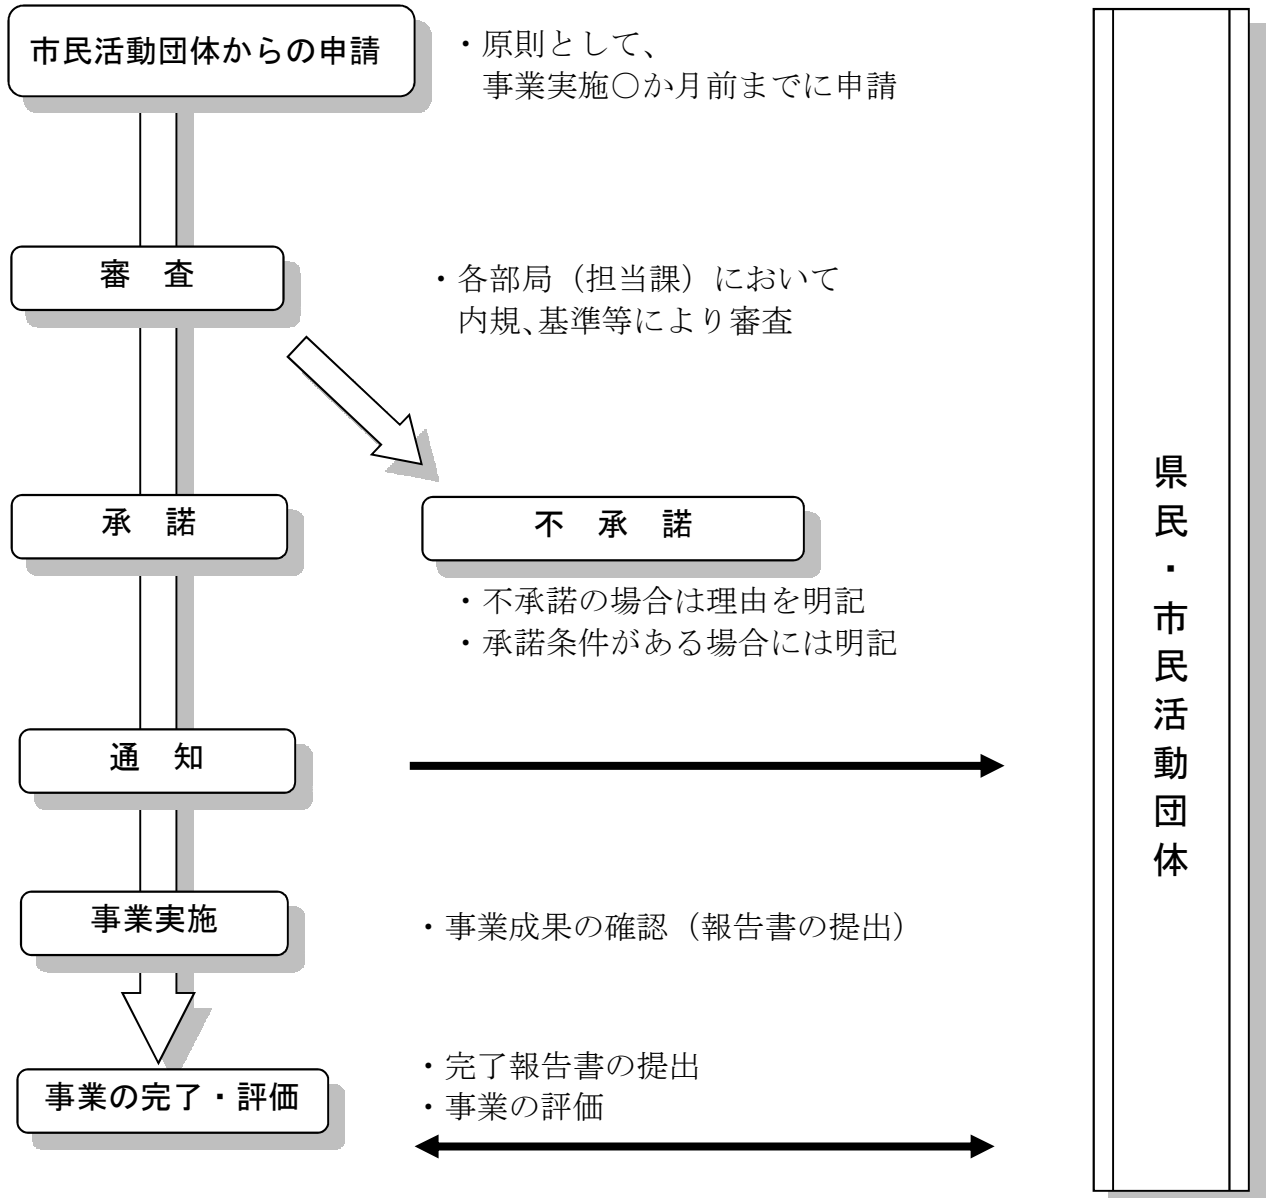 市民活動団体からの申請
・原則として、
事業実施○か月前までに申請
審　査
・各部局（担当課）において
内規、基準等により審査
承　諾
不　承　諾
・不承諾の場合は理由を明記
・承諾条件がある場合には明記
通　知
事業実施
・事業成果の確認（報告書の提出）
事業の完了・評価
・完了報告書の提出
・事業の評価
県民・市民活動団体